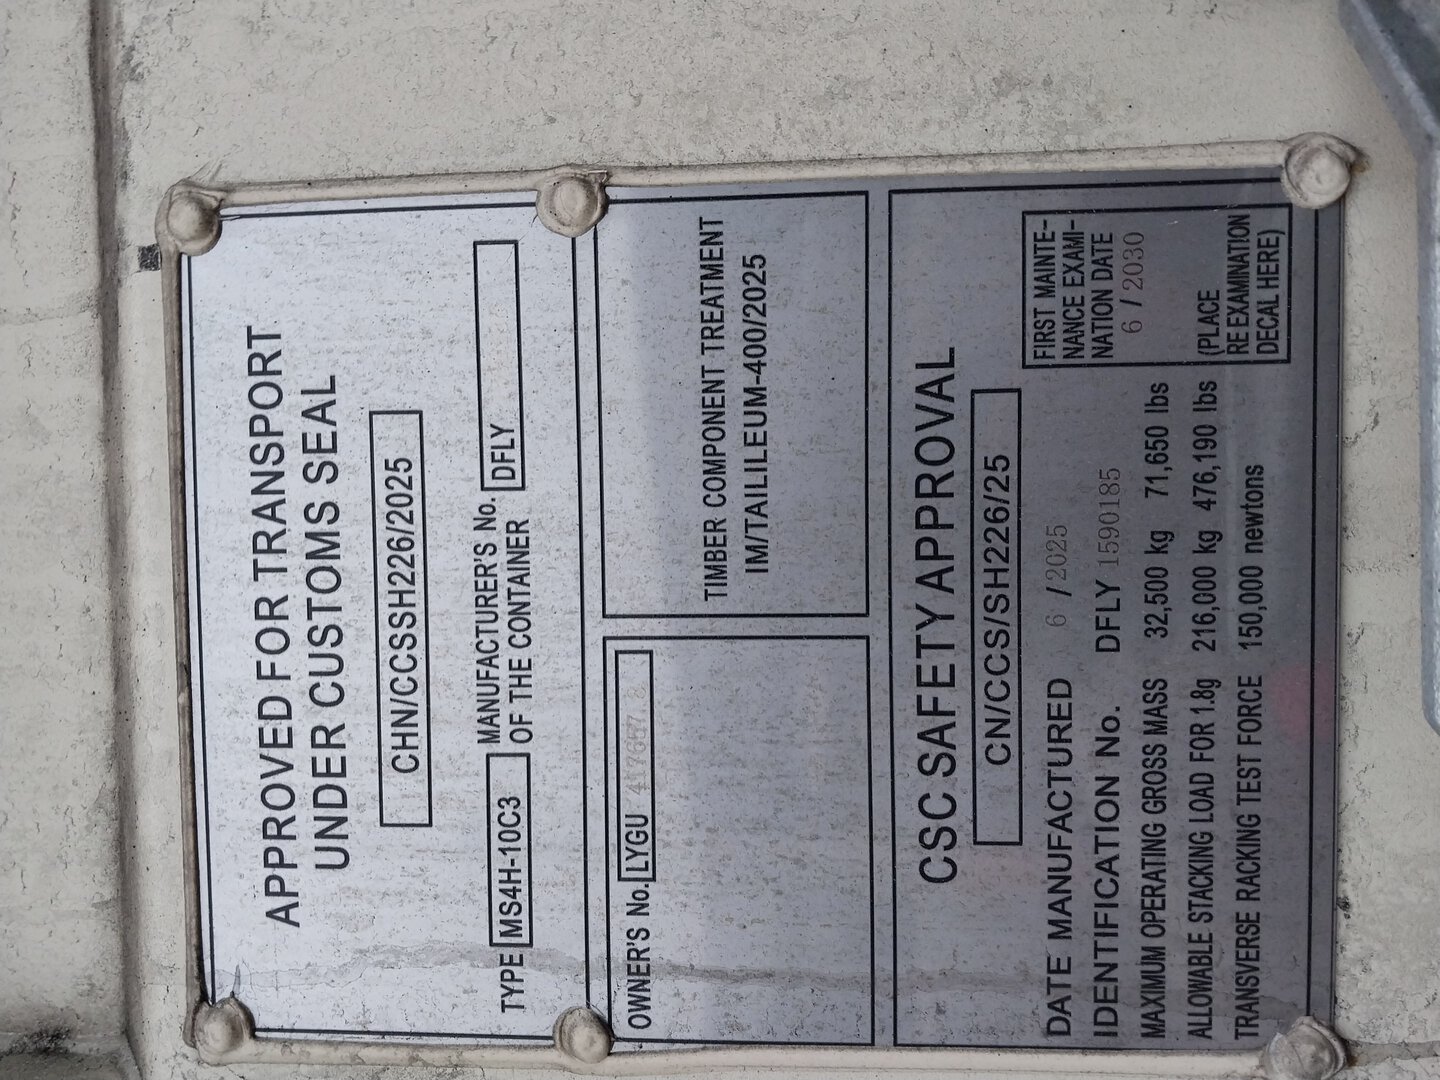 APPROVED FOR TRANSPORT
UNDER CUSTOMS SEAL
CHN/CCSSH226/2025
TYPE MS4H-10C3 MANUFACTURER'S No.
OF THE CONTAINER DFLY
OWNER'S No. LYGU
TIMBER COMPONENT TREATMENT
IM/TAILILEUM-400/2025
CSC SAFETY APPROVAL
CN/CCS/SH226/25
DATE MANUFACTURED 6 / 2025
IDENTIFICATION No. DFLY 1590185
MAXIMUM OPERATING GROSS MASS 32,500 kg 71,650 lbs
ALLOWABLE STACKING LOAD FOR 1.8g 216,000 kg 476,190 lbs
TRANSVERSE RACKING TEST FORCE 150,000 newtons
FIRST MAINTE-
NANCE EXAMI-
NATION DATE
6 / 2030
(PLACE
RE EXAMINATION
DECAL HERE)